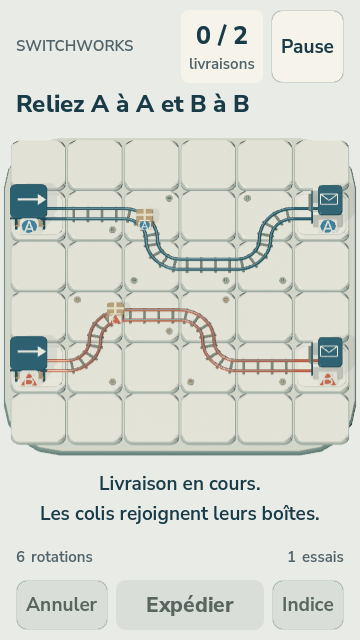 SWITCHWORKS
0 / 2
livraisons
Pause
Reliez A à A et B à B
A
A
A
Livraison en cours.
Les colis rejoignent leurs boîtes.
6 rotations
1 essais
Annuler
Expédier
Indice